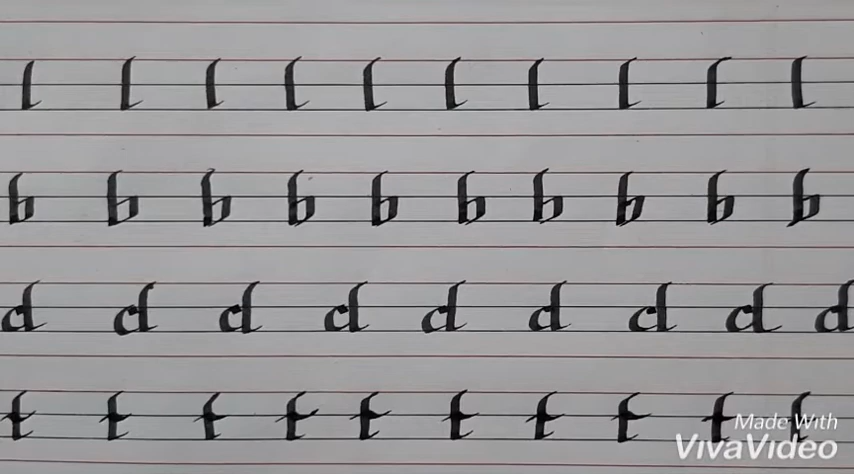 l l l l l l l l l l
b b b b b b b b b b
d d d d d d d d d
t t t t t t t t t t
Made With
VivaVideo